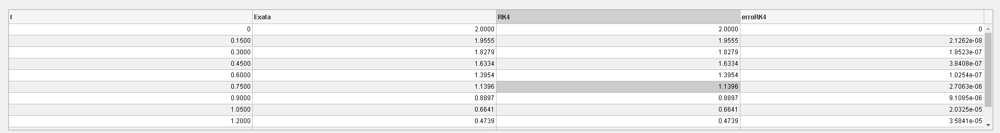 t Exata RK4 erroRK4
0 2.0000 2.0000 0
0.1500 1.9555 1.9555 2.1262e-08
0.3000 1.8279 1.8279 1.8523e-07
0.4500 1.6334 1.6334 3.8408e-07
0.6000 1.3954 1.3954 1.0254e-07
0.7500 1.1396 1.1396 2.7063e-06
0.9000 0.8897 0.8897 9.1085e-06
1.0500 0.6641 0.6641 2.0325e-05
1.2000 0.4739 0.4739 3.5841e-05